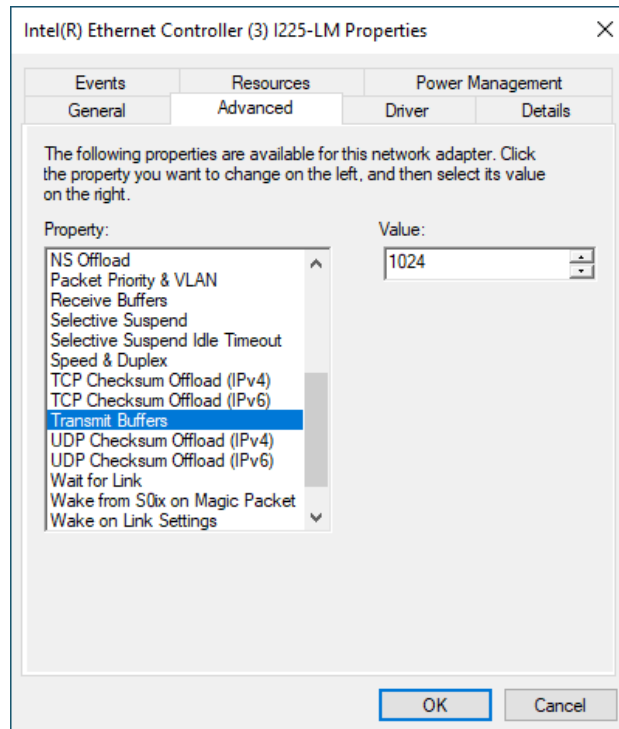 Intel(R) Ethernet Controller (3) I225-LM Properties
Events Resources Power Management
General Advanced Driver Details
The following properties are available for this network adapter. Click
the property you want to change on the left, and then select its value
on the right.
Property: Value:
NS Offload 1024
Packet Priority & VLAN
Receive Buffers
Selective Suspend
Selective Suspend Idle Timeout
Speed & Duplex
TCP Checksum Offload (IPv4)
TCP Checksum Offload (IPv6)
Transmit Buffers
UDP Checksum Offload (IPv4)
UDP Checksum Offload (IPv6)
Wait for Link
Wake from S0ix on Magic Packet
Wake on Link Settings
OK Cancel